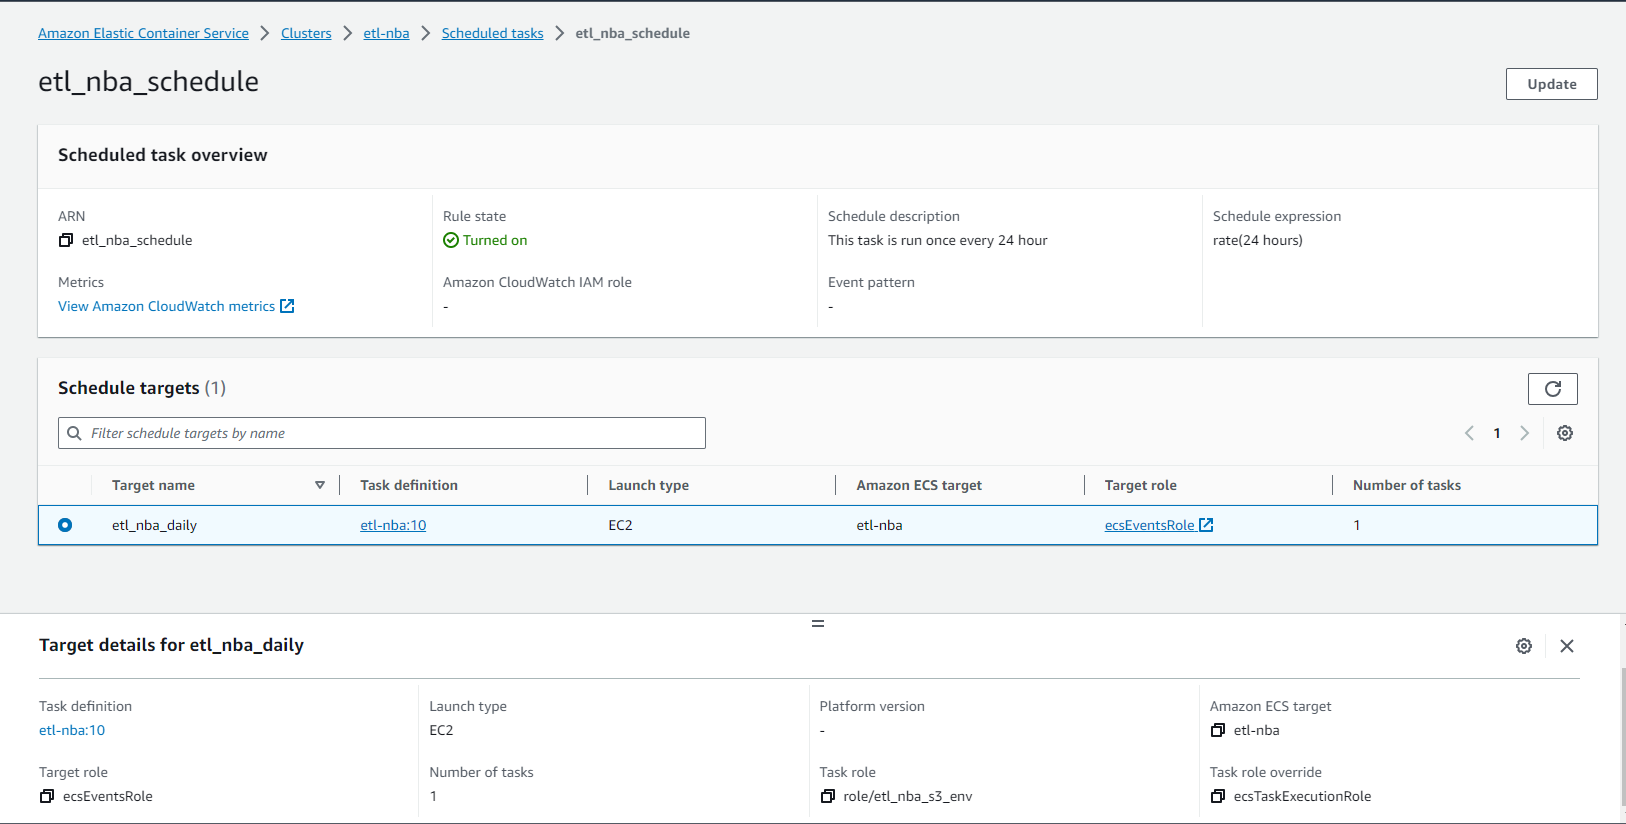 Amazon Elastic Container Service > Clusters > etl-nba > Scheduled tasks > etl_nba_schedule
etl_nba_schedule
Update
Scheduled task overview
ARN
etl_nba_schedule
Metrics
View Amazon CloudWatch metrics
Rule state
Turned on
Amazon CloudWatch IAM role
-
Schedule description
This task is run once every 24 hour
Event pattern
-
Schedule expression
rate(24 hours)
Schedule targets (1)
Filter schedule targets by name
1
Target name Task definition Launch type Amazon ECS target Target role Number of tasks
etl_nba_daily etl-nba:10 EC2 etl-nba ecsEventsRole 1
Target details for etl_nba_daily
Task definition
etl-nba:10
Target role
ecsEventsRole
Launch type
EC2
Number of tasks
1
Platform version
-
Task role
role/etl_nba_s3_env
Amazon ECS target
etl-nba
Task role override
ecsTaskExecutionRole